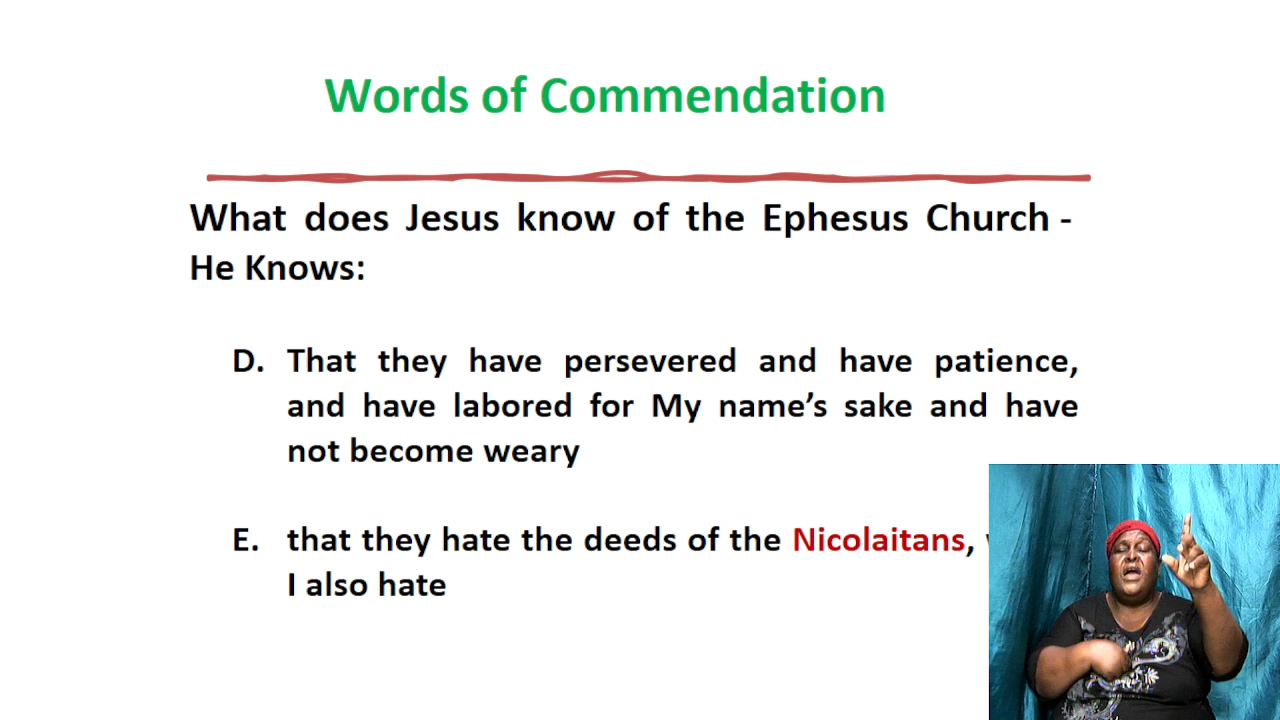 Words of Commendation
What does Jesus know of the Ephesus Church -
He Knows:
D. That they have persevered and have patience,
and have labored for My name's sake and have
not become weary
E. that they hate the deeds of the Nicolaitans,
I also hate